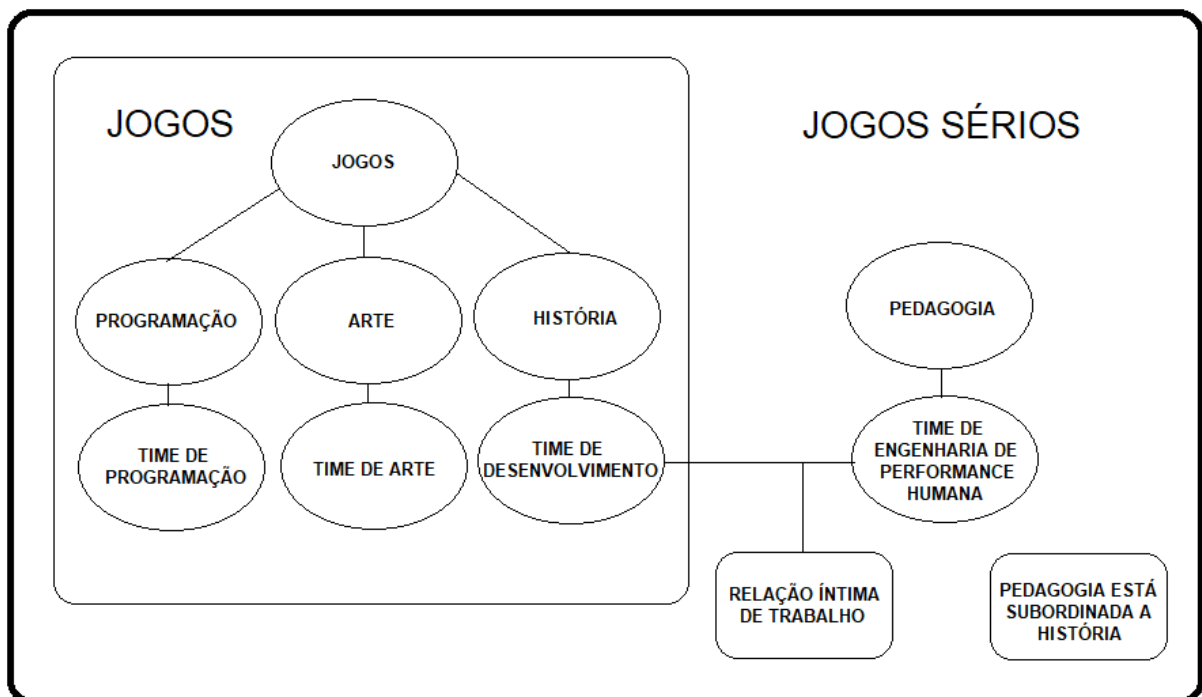 JOGOS
JOGOS SÉRIOS
JOGOS
PROGRAMAÇÃO
ARTE
HISTÓRIA
PEDAGOGIA
TIME DE
PROGRAMAÇÃO
TIME DE ARTE
TIME DE
DESENVOLVIMENTO
TIME DE
ENGENHARIA DE
PERFORMANCE
HUMANA
RELAÇÃO ÍNTIMA
DE TRABALHO
PEDAGOGIA ESTÁ
SUBORDINADA A
HISTÓRIA